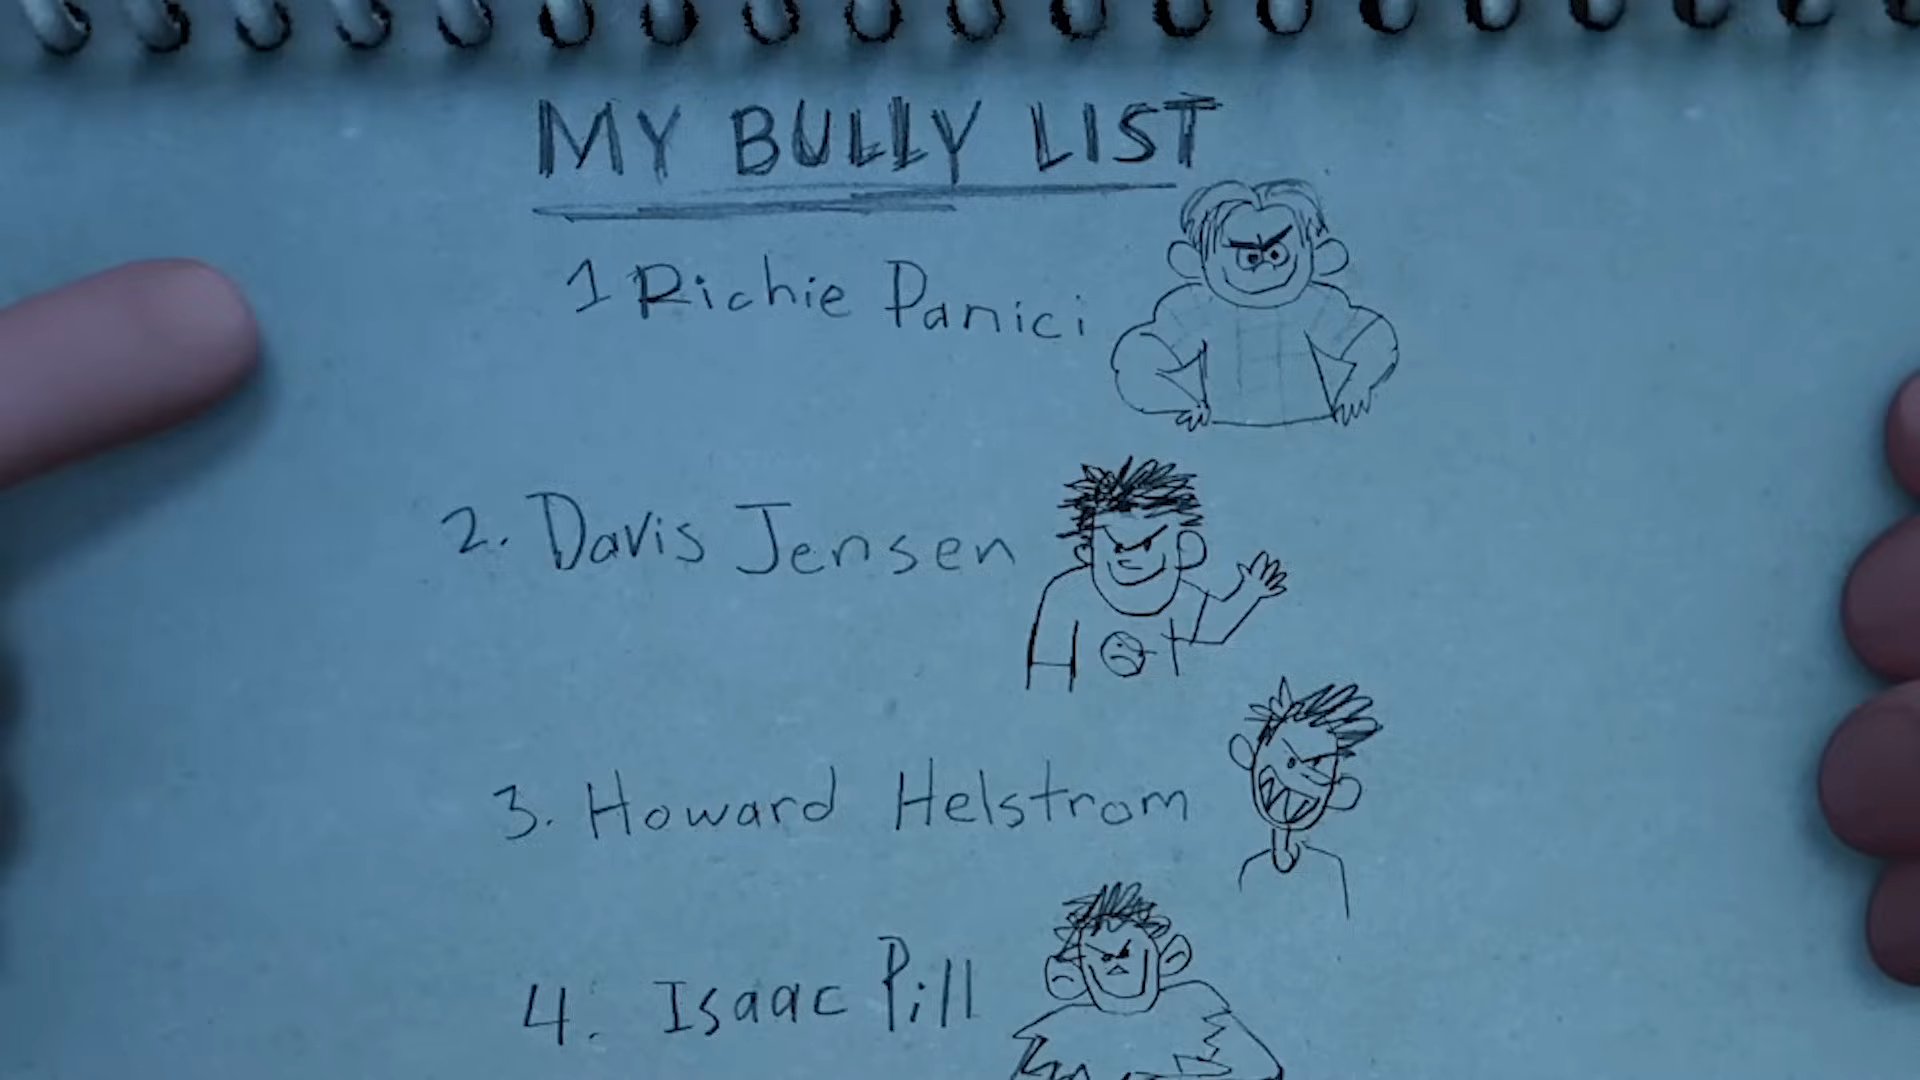 MY BULLY LIST
1 Richie Panici
2. Davis Jensen
3. Howard Helstrom
4. Isaac Pill